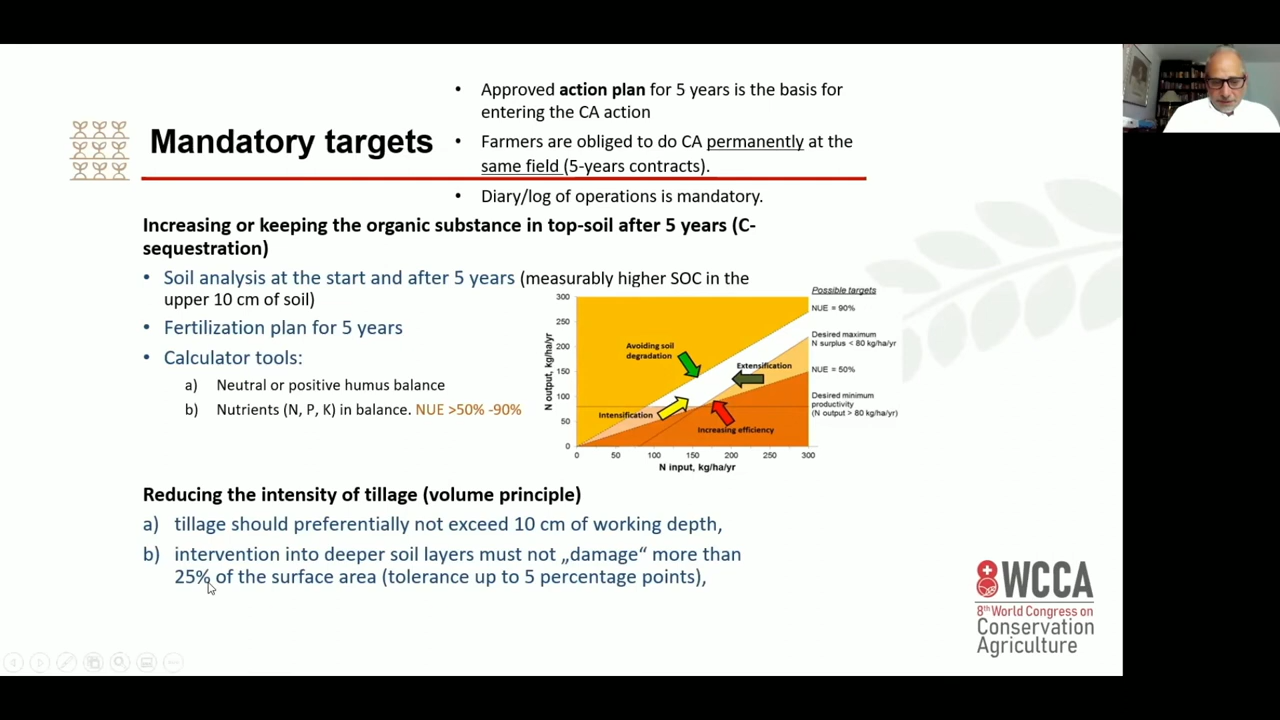 • Approved action plan for 5 years is the basis for
entering the CA action
• Farmers are obliged to do CA permanently at the
same field (5-years contracts).
• Diary/log of operations is mandatory.
Mandatory targets
Increasing or keeping the organic substance in top-soil after 5 years (C-
sequestration)
• Soil analysis at the start and after 5 years (measurably higher SOC in the
upper 10 cm of soil)
• Fertilization plan for 5 years
• Calculator tools:
a) Neutral or positive humus balance
b) Nutrients (N, P, K) in balance. NUE >50% -90%
N output, kg/ha/yr
300
250
200
150
100
50
0
0 50 100 150 200 250 300
N input, kg/ha/yr
Avoiding soil
degradation
Extensification
Intensification
Increasing efficiency
Possible targets
NUE = 90%
Desired maximum
N surplus < 80 kg/ha/yr
NUE = 50%
Desired minimum
productivity
(N output > 80 kg/ha/yr)
Reducing the intensity of tillage (volume principle)
a) tillage should preferentially not exceed 10 cm of working depth,
b) intervention into deeper soil layers must not „damage“ more than
25% of the surface area (tolerance up to 5 percentage points),
8 WCCA
8th World Congress on
Conservation
Agriculture